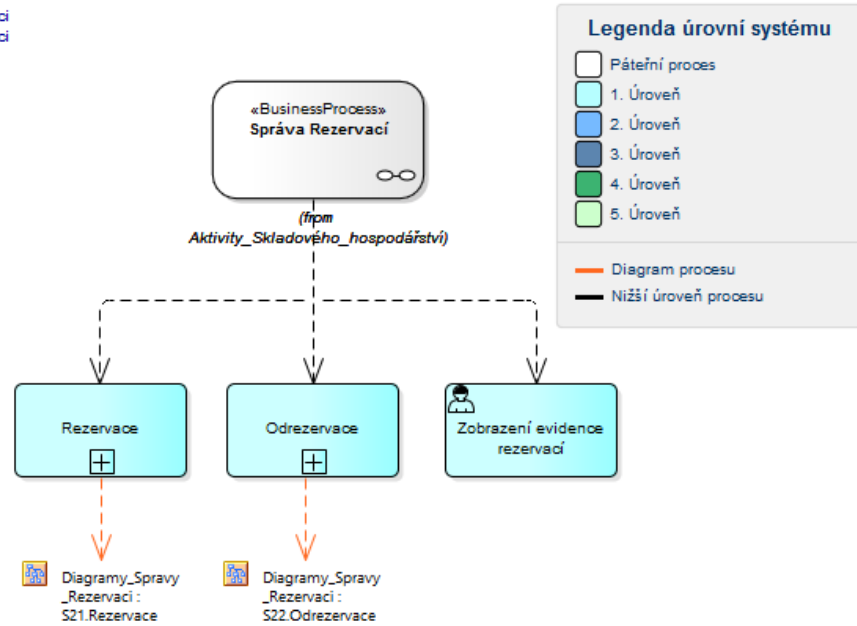 ci
ci
«BusinessProcess»
Správa Rezervací
(from
Aktivity_Skladového_hospodářství)
Legenda úrovní systému
Páteřní proces
1. Úroveň
2. Úroveň
3. Úroveň
4. Úroveň
5. Úroveň
Diagram procesu
Nižší úroveň procesu
Rezervace
Odrezervace
Zobrazení evidence
rezervací
Diagramy_Spravy
_Rezervaci :
S21.Rezervace
Diagramy_Spravy
_Rezervaci :
S22.Odrezervace